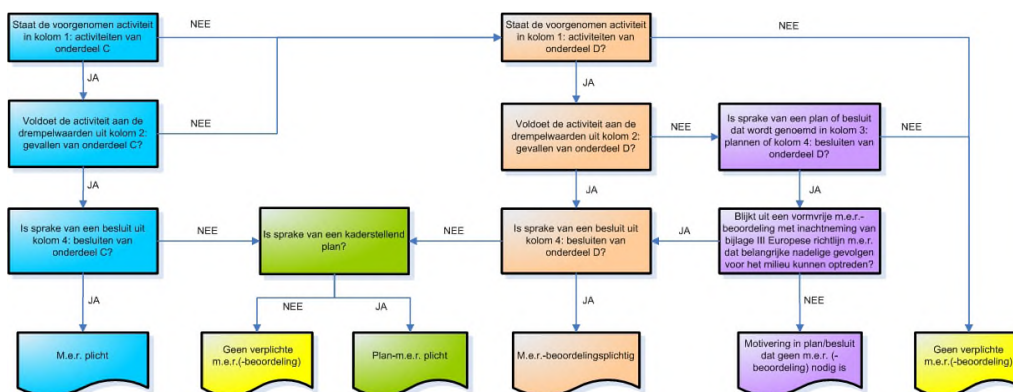 Staat de voorgenomen activiteit
in kolom 1: activiteiten van
onderdeel C
NEE
Staat de voorgenomen activiteit
in kolom 1: activiteiten van
onderdeel D?
NEE
JA
JA
Voldoet de activiteit aan de
drempelwaarden uit kolom 2:
gevallen van onderdeel C?
NEE
Voldoet de activiteit aan de
drempelwaarden uit kolom 2:
gevallen van onderdeel D?
NEE
Is sprake van een plan of besluit
dat wordt genoemd in kolom 3:
plannen of kolom 4: besluiten van
onderdeel D?
NEE
JA
JA
JA
Is sprake van een besluit uit
kolom 4: besluiten van
onderdeel C?
NEE
Is sprake van een kaderstellend
plan?
NEE
Is sprake van een besluit uit
kolom 4: besluiten van
onderdeel D?
JA
Blijkt uit een vormvrije m.e.r.-
beoordeling met inachtneming van
bijlage III Europese richtlijn m.e.r.
dat belangrijke nadelige gevolgen
voor het milieu kunnen optreden?
JA
NEE
JA
JA
NEE
M.e.r. plicht
Geen verplichte
m.e.r.(-beoordeling)
Plan-m.e.r. plicht
M.e.r.-beoordelingsplichtig
Motivering in plan/besluit
dat geen m.e.r. (-
beoordeling) nodig is
Geen verplichte
m.e.r.(-beoordeling)